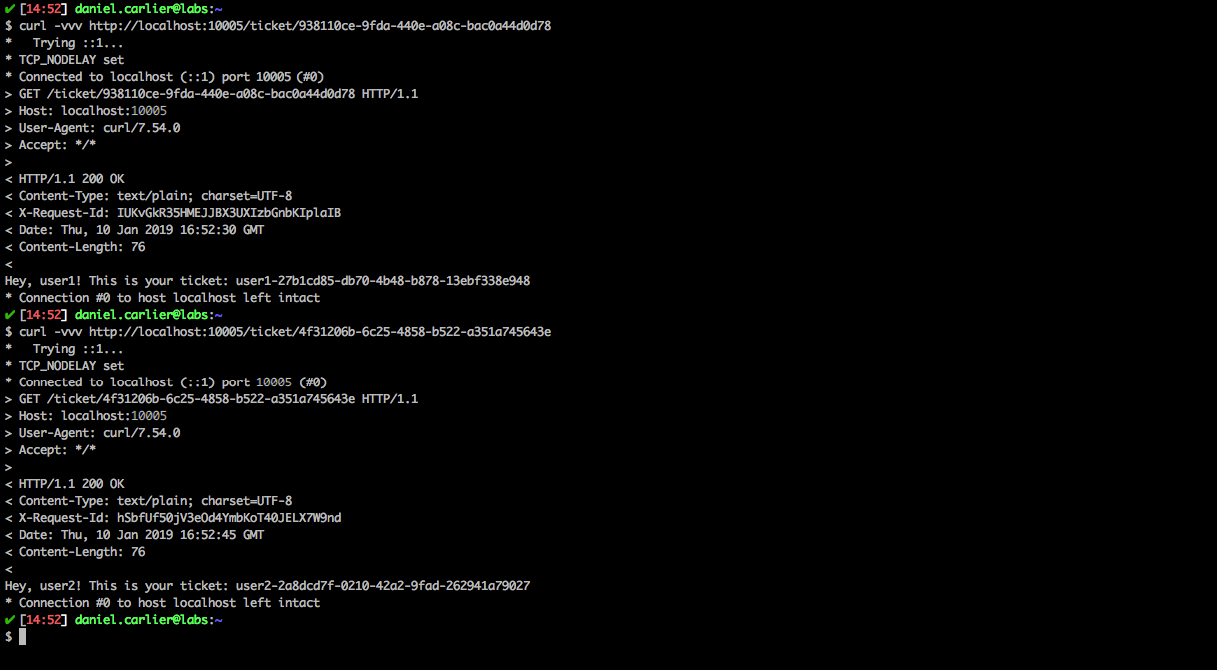 ✔ [14:52] daniel.carlier@labs:~
$ curl -vvv http://localhost:10005/ticket/938110ce-9fda-440e-a08c-bac0a44d0d78
*   Trying ::1...
* TCP_NODELAY set
* Connected to localhost (::1) port 10005 (#0)
> GET /ticket/938110ce-9fda-440e-a08c-bac0a44d0d78 HTTP/1.1
> Host: localhost:10005
> User-Agent: curl/7.54.0
> Accept: */*
>
< HTTP/1.1 200 OK
< Content-Type: text/plain; charset=UTF-8
< X-Request-Id: IUKvGkR35HMEJJBX3UXIzbGnbKIplaIB
< Date: Thu, 10 Jan 2019 16:52:30 GMT
< Content-Length: 76
<
Hey, user1! This is your ticket: user1-27b1cd85-db70-4b48-b878-13ebf338e948
* Connection #0 to host localhost left intact
✔ [14:52] daniel.carlier@labs:~
$ curl -vvv http://localhost:10005/ticket/4f31206b-6c25-4858-b522-a351a745643e
*   Trying ::1...
* TCP_NODELAY set
* Connected to localhost (::1) port 10005 (#0)
> GET /ticket/4f31206b-6c25-4858-b522-a351a745643e HTTP/1.1
> Host: localhost:10005
> User-Agent: curl/7.54.0
> Accept: */*
>
< HTTP/1.1 200 OK
< Content-Type: text/plain; charset=UTF-8
< X-Request-Id: hSbfUf50jV3eOd4YmbKoT40JELX7W9nd
< Date: Thu, 10 Jan 2019 16:52:45 GMT
< Content-Length: 76
<
Hey, user2! This is your ticket: user2-2a8dcd7f-0210-42a2-9fad-262941a79027
* Connection #0 to host localhost left intact
✔ [14:52] daniel.carlier@labs:~
$